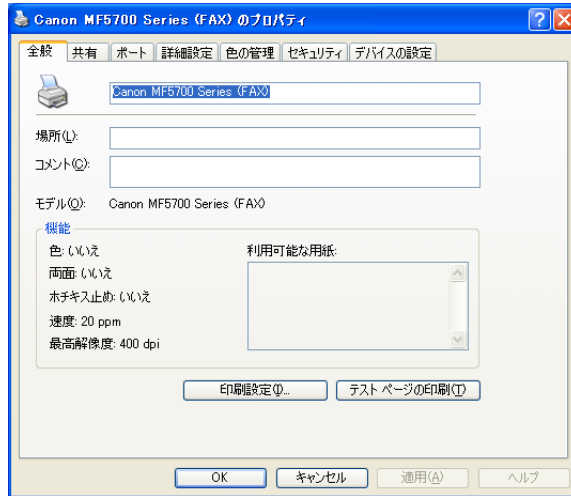 Canon MF5700 Series (FAX) のプロパティ
全般 共有 ポート 詳細設定 色の管理 セキュリティ デバイスの設定
Canon MF5700 Series (FAX)
場所(L):
コメント(C):
モデル(O): Canon MF5700 Series (FAX)
機能
色: いいえ 利用可能な用紙:
両面: いいえ
ホチキス止め: いいえ
速度: 20 ppm
最高解像度: 400 dpi
印刷設定(I)... テスト ページの印刷(T)
OK キャンセル 適用(A) ヘルプ